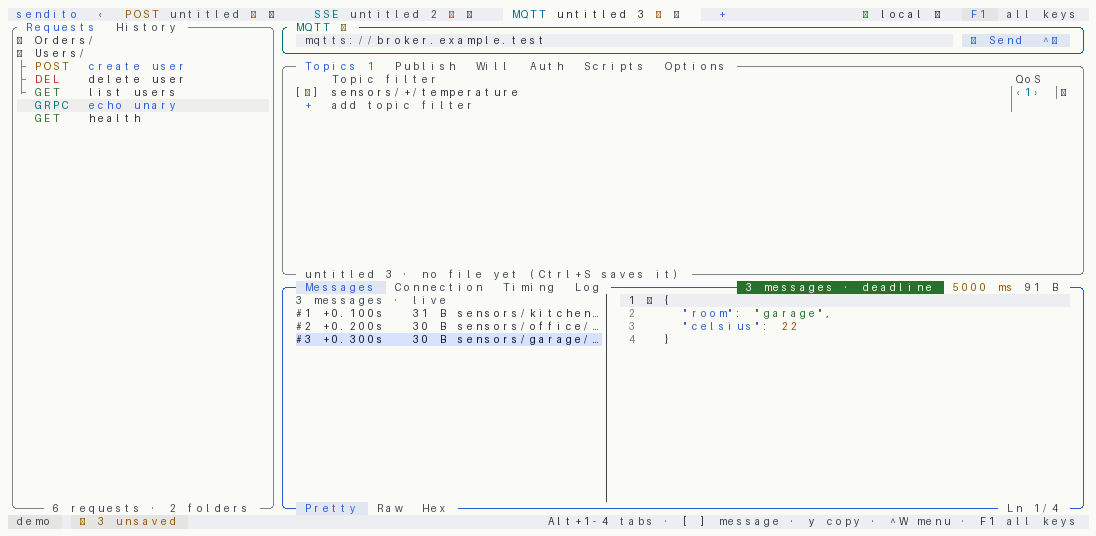 sendito ‹ POST untitled SSE untitled 2 MQTT untitled 3 + local F1 all keys
Requests History
Orders/
Users/
POST create user
DEL delete user
GET list users
GRPC echo unary
GET health
6 requests · 2 folders
MQTT
mqtts://broker.example.test Send ^
Topics 1 Publish Will Auth Scripts Options
Topic filter QoS
[ ] sensors/+/temperature ‹1›
+ add topic filter
untitled 3 · no file yet (Ctrl+S saves it)
Messages Connection Timing Log 3 messages · deadline 5000 ms 91 B
3 messages · live
#1 +0.100s 31 B sensors/kitchen…
#2 +0.200s 30 B sensors/office/…
#3 +0.300s 30 B sensors/garage/…
1 {
2 "room": "garage",
3 "celsius": 22
4 }
Pretty Raw Hex Ln 1/4
demo 3 unsaved Alt+1-4 tabs · [ ] message · y copy · ^W menu · F1 all keys